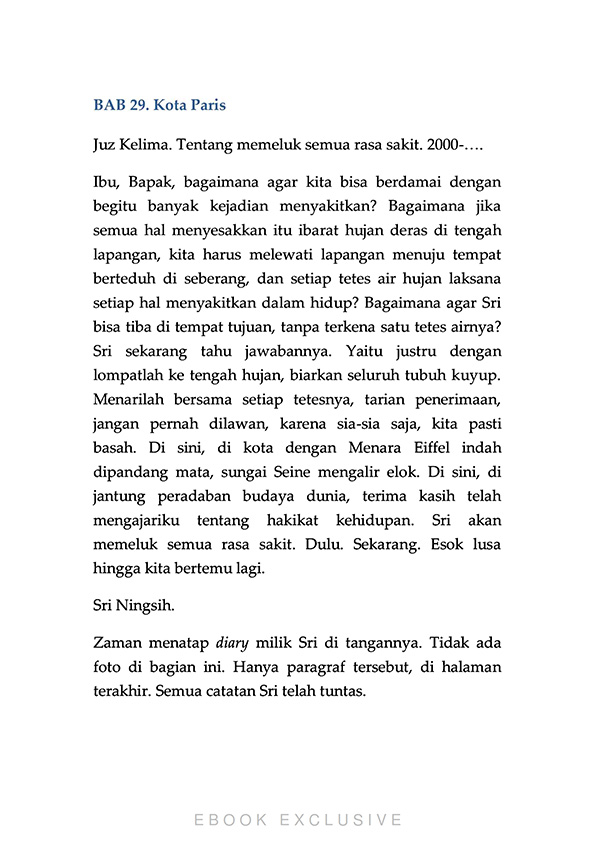 BAB 29. Kota Paris
Juz Kelima. Tentang memeluk semua rasa sakit. 2000-….
Ibu, Bapak, bagaimana agar kita bisa berdamai dengan
begitu banyak kejadian menyakitkan? Bagaimana jika
semua hal menyesakkan itu ibarat hujan deras di tengah
lapangan, kita harus melewati lapangan menuju tempat
berteduh di seberang, dan setiap tetes air hujan laksana
setiap hal menyakitkan dalam hidup? Bagaimana agar Sri
bisa tiba di tempat tujuan, tanpa terkena satu tetes airnya?
Sri sekarang tahu jawabannya. Yaitu justru dengan
lompatlah ke tengah hujan, biarkan seluruh tubuh kuyup.
Menarilah bersama setiap tetesnya, tarian penerimaan,
jangan pernah dilawan, karena sia-sia saja, kita pasti
basah. Di sini, di kota dengan Menara Eiffel indah
dipandang mata, sungai Seine mengalir elok. Di sini, di
jantung peradaban budaya dunia, terima kasih telah
mengajariku tentang hakikat kehidupan. Sri akan
memeluk semua rasa sakit. Dulu. Sekarang. Esok lusa
hingga kita bertemu lagi.
Sri Ningsih.
Zaman menatap diary milik Sri di tangannya. Tidak ada
foto di bagian ini. Hanya paragraf tersebut, di halaman
terakhir. Semua catatan Sri telah tuntas.
EBOOK EXCLUSIVE